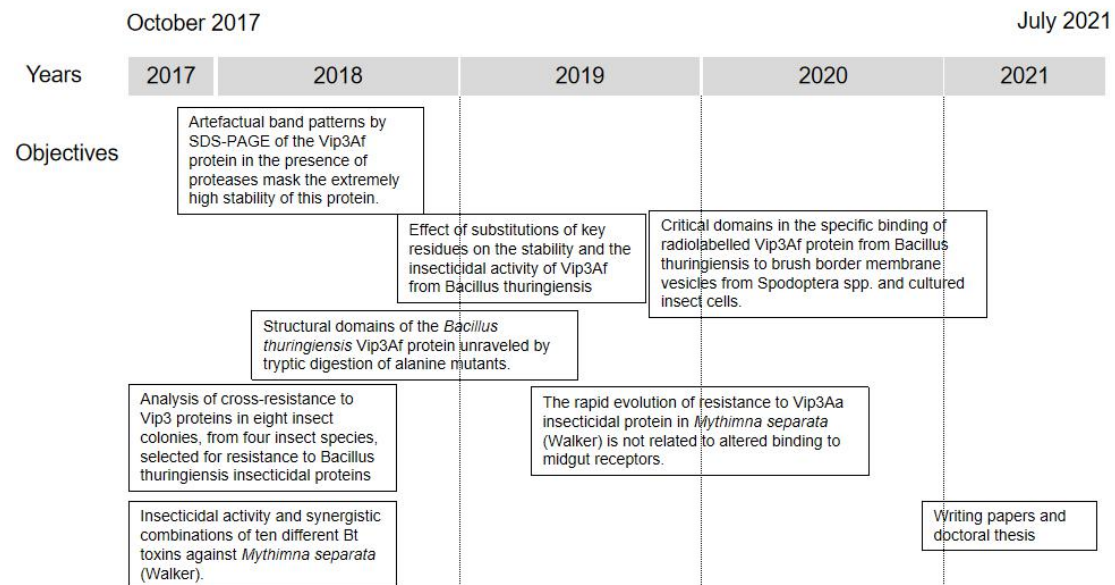 October 2017
July 2021
Years
2017
2018
2019
2020
2021
Objectives
Artefactual band patterns by
SDS-PAGE of the Vip3Af
protein in the presence of
proteases mask the extremely
high stability of this protein.
Effect of substitutions of key
residues on the stability and the
insecticidal activity of Vip3Af
from Bacillus thuringiensis
Critical domains in the specific binding of
radiolabelled Vip3Af protein from Bacillus
thuringiensis to brush border membrane
vesicles from Spodoptera spp. and cultured
insect cells.
Structural domains of the Bacillus
thuringiensis Vip3Af protein unraveled by
tryptic digestion of alanine mutants.
Analysis of cross-resistance to
Vip3 proteins in eight insect
colonies, from four insect species,
selected for resistance to Bacillus
thuringiensis insecticidal proteins
The rapid evolution of resistance to Vip3Aa
insecticidal protein in Mythimna separata
(Walker) is not related to altered binding to
midgut receptors.
Insecticidal activity and synergistic
combinations of ten different Bt
toxins against Mythimna separata
(Walker).
Writing papers and
doctoral thesis